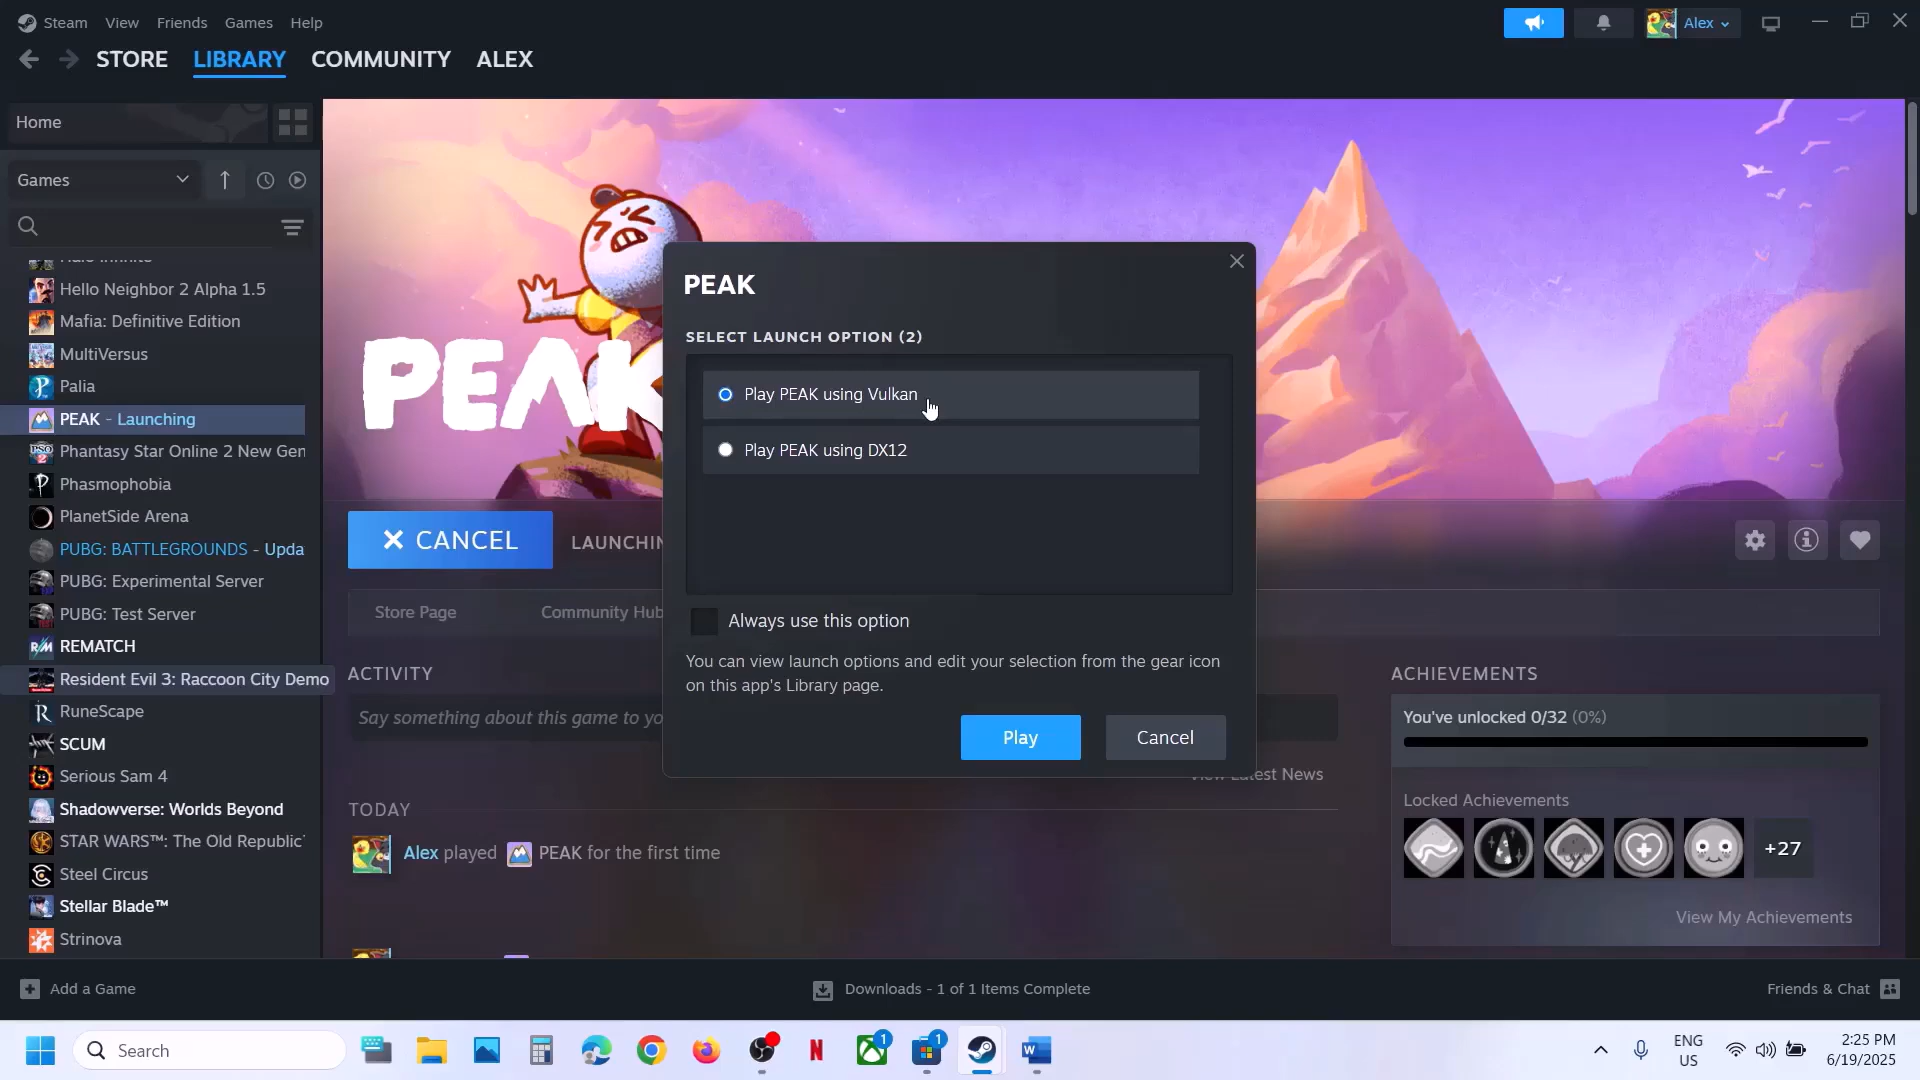 Steam View Friends Games Help
Alex
STORE LIBRARY COMMUNITY ALEX
Home
Games
Hello Neighbor 2 Alpha 1.5
Mafia: Definitive Edition
MultiVersus
Palia
PEAK - Launching
Phantasy Star Online 2 New Gen
Phasmophobia
PlanetSide Arena
PUBG: BATTLEGROUNDS - Upda
PUBG: Experimental Server
PUBG: Test Server
REMATCH
Resident Evil 3: Raccoon City Demo
RuneScape
SCUM
Serious Sam 4
Shadowverse: Worlds Beyond
STAR WARS™: The Old Republic
Steel Circus
Stellar Blade™
Strinova
PEAK
PEAK
SELECT LAUNCH OPTION (2)
Play PEAK using Vulkan
Play PEAK using DX12
Always use this option
You can view launch options and edit your selection from the gear icon
on this app's Library page.
Play Cancel
CANCEL LAUNCHIN
Store Page Community Hub
ACTIVITY
Say something about this game to yo
View Latest News
TODAY
Alex played PEAK for the first time
ACHIEVEMENTS
You've unlocked 0/32 (0%)
Locked Achievements
+27
View My Achievements
Add a Game
Downloads - 1 of 1 Items Complete
Friends & Chat
Search
1
1
ENG
US
2:25 PM
6/19/2025